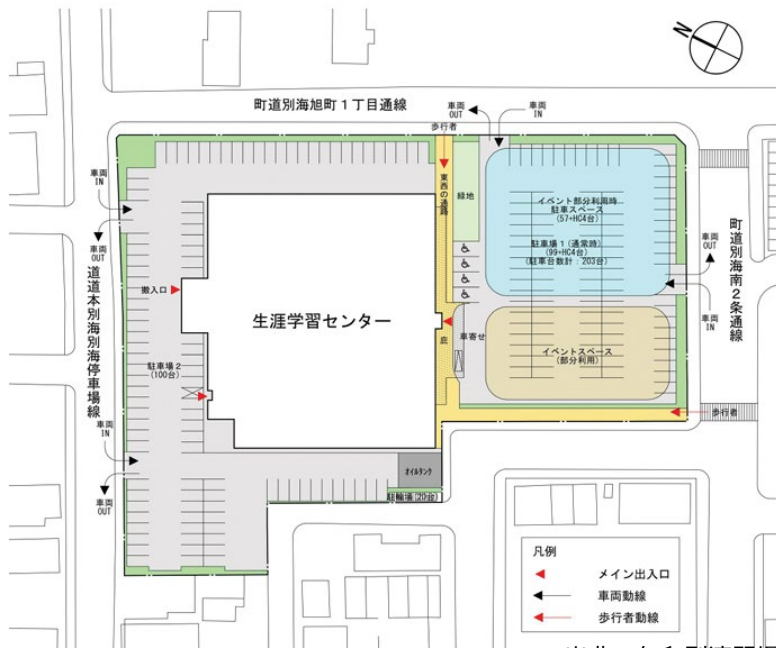 N
町道別海旭町1丁目通線
車両
OUT
車両
IN
歩行者
車両
IN
車両
OUT
道道本別海別海停車場線
東西の通路
緑地
イベント部分利用時
駐車スペース
(57+HC4台)
駐車場1(通常時)
(99+HC4台)
(駐車台数計:203台)
町道別海南2条通線
車両
OUT
車両
IN
搬入口
生涯学習センター
庇
車寄せ
イベントスペース
(部分利用)
駐車場2
(100台)
車両
IN
車両
OUT
歩行者
オイルタンク
駐輪場(20台)
凡例
メイン出入口
車両動線
歩行者動線